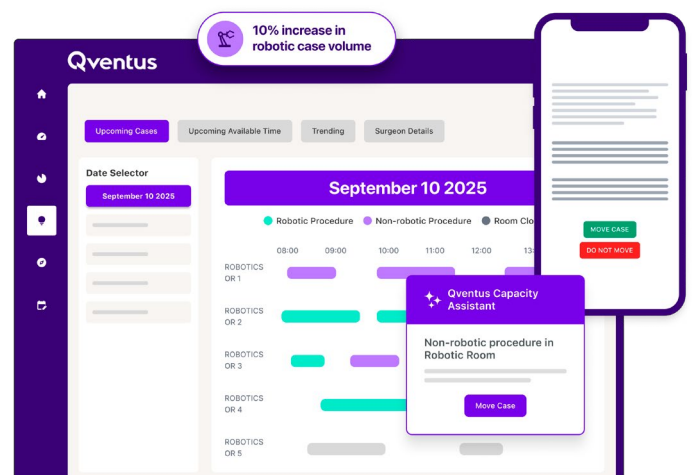 10% increase in
robotic case volume
Qventus
Upcoming Cases
Upcoming Available Time
Trending
Surgeon Details
Date Selector
September 10 2025
September 10 2025
Robotic Procedure
Non-robotic Procedure
Room Clo
08:00 09:00 10:00 11:00 12:00 13:
ROBOTICS
OR 1
ROBOTICS
OR 2
ROBOTICS
OR 3
ROBOTICS
OR 4
ROBOTICS
OR 5
Qventus Capacity
Assistant
Non-robotic procedure in
Robotic Room
Move Case
MOVE CASE
DO NOT MOVE